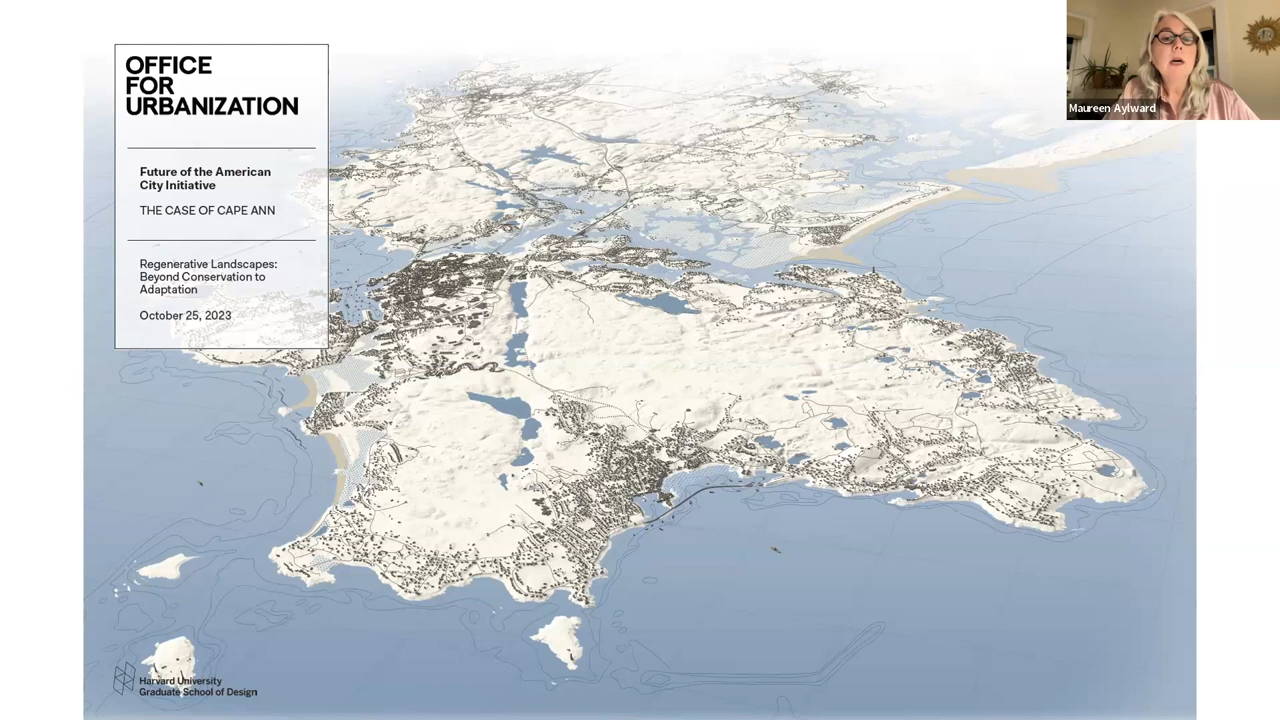 OFFICE
FOR
URBANIZATION
Future of the American
City Initiative
THE CASE OF CAPE ANN
Regenerative Landscapes:
Beyond Conservation to
Adaptation
October 25, 2023
Maureen Aylward
Harvard University
Graduate School of Design